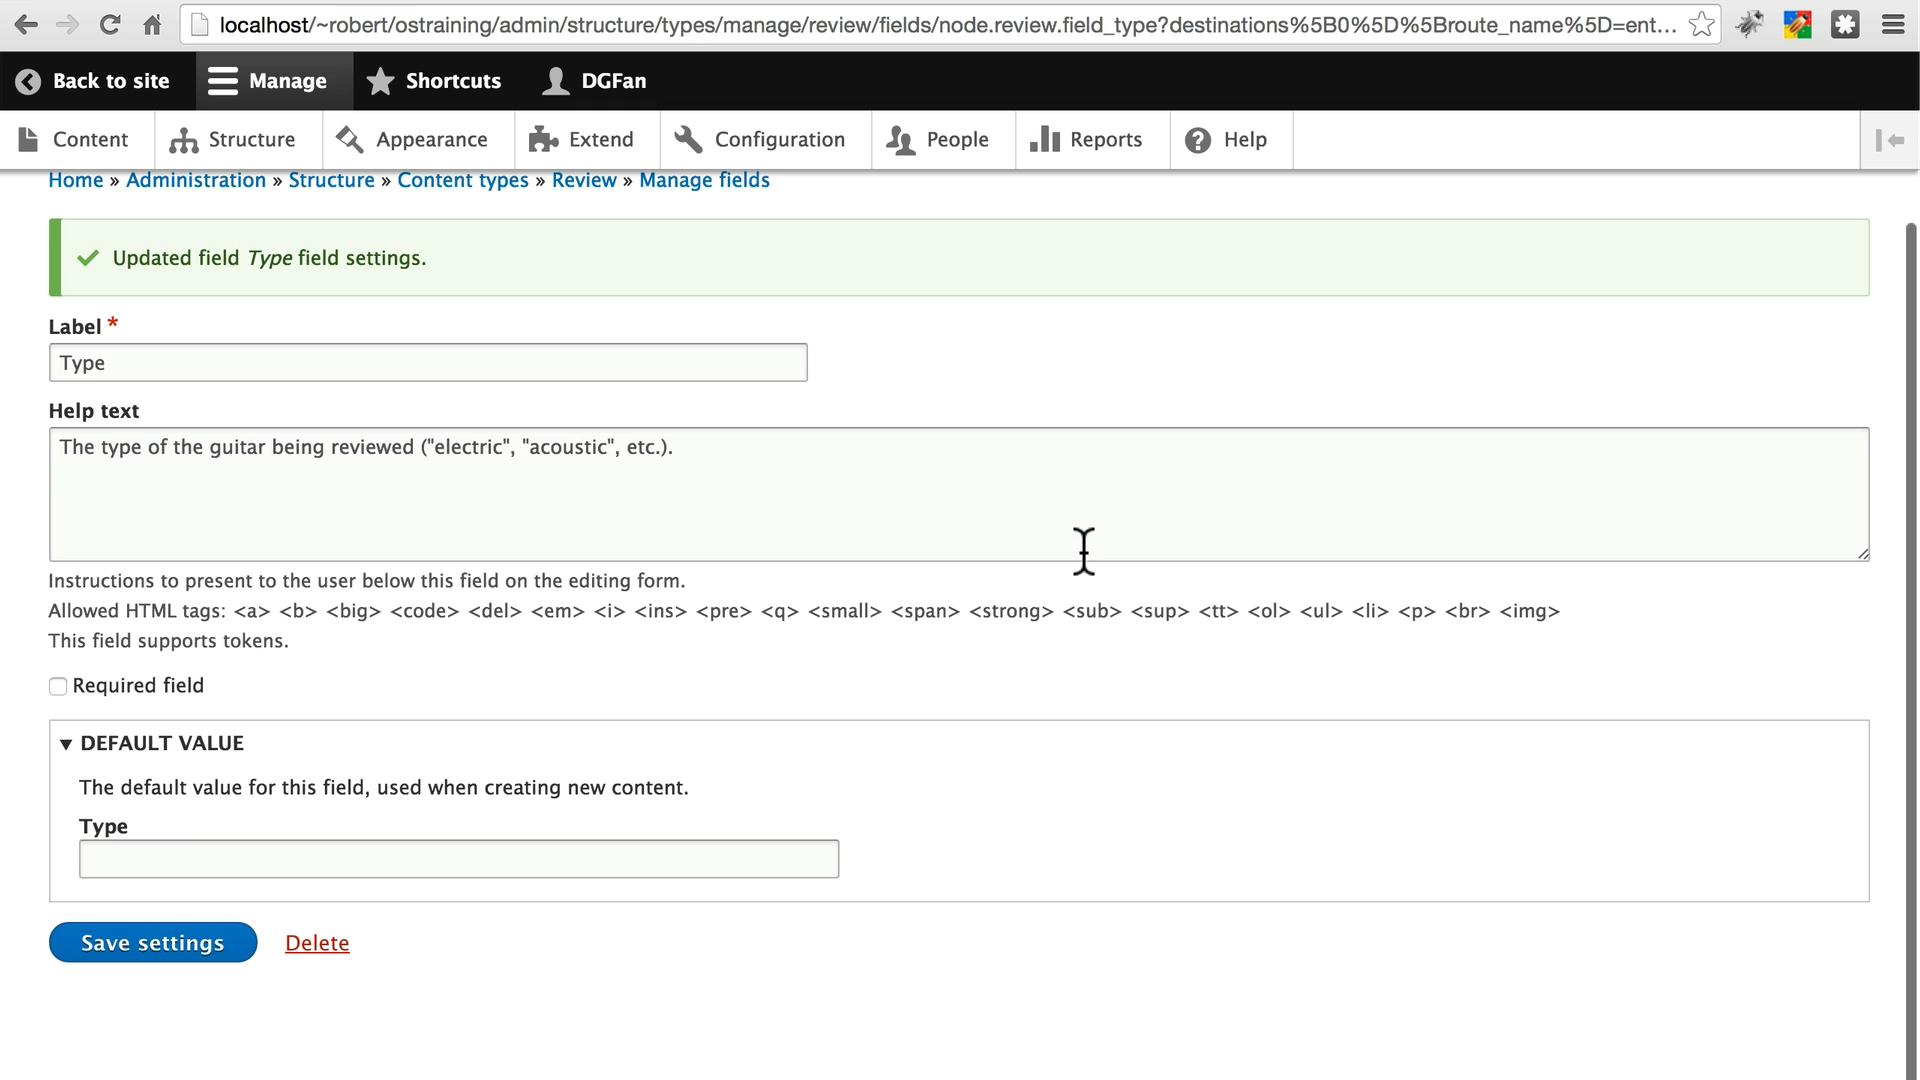 localhost/~robert/ostraining/admin/structure/types/manage/review/fields/node.review.field_type?destinations%5B0%5D%5Broute_name%5D=ent...
Back to site Manage Shortcuts DGFan
Content Structure Appearance Extend Configuration People Reports Help
Home » Administration » Structure » Content types » Review » Manage fields
Updated field Type field settings.
Label *
Type
Help text
The type of the guitar being reviewed ("electric", "acoustic", etc.).
Instructions to present to the user below this field on the editing form.
Allowed HTML tags: <a> <b> <big> <code> <del> <em> <i> <ins> <pre> <q> <small> <span> <strong> <sub> <sup> <tt> <ol> <ul> <li> <p> <br> <img>
This field supports tokens.
Required field
DEFAULT VALUE
The default value for this field, used when creating new content.
Type
Save settings Delete